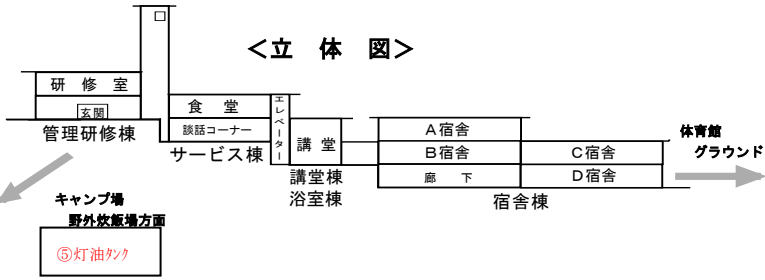 ＜立　体　図＞
研　修　室
玄関
管理研修棟
食　堂
談話コーナー
サービス棟
エレベーター
講　堂
講堂棟
浴室棟
A宿舎
B宿舎
廊　下
C宿舎
D宿舎
宿舎棟
体育館
グラウンド
キャンプ場
野外炊飯場方面
⑤灯油ﾀﾝｸ